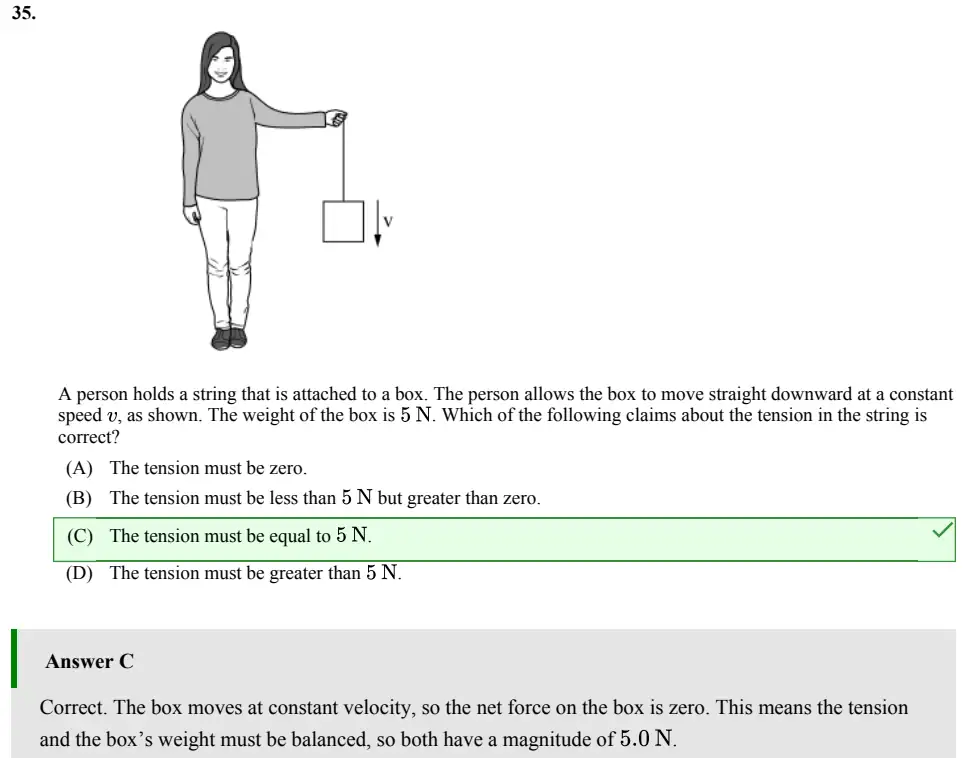 35.
v
A person holds a string that is attached to a box. The person allows the box to move straight downward at a constant
speed v, as shown. The weight of the box is 5 N. Which of the following claims about the tension in the string is
correct?
(A) The tension must be zero.
(B) The tension must be less than 5 N but greater than zero.
(C) The tension must be equal to 5 N.
(D) The tension must be greater than 5 N.
Answer C
Correct. The box moves at constant velocity, so the net force on the box is zero. This means the tension
and the box’s weight must be balanced, so both have a magnitude of 5.0 N.